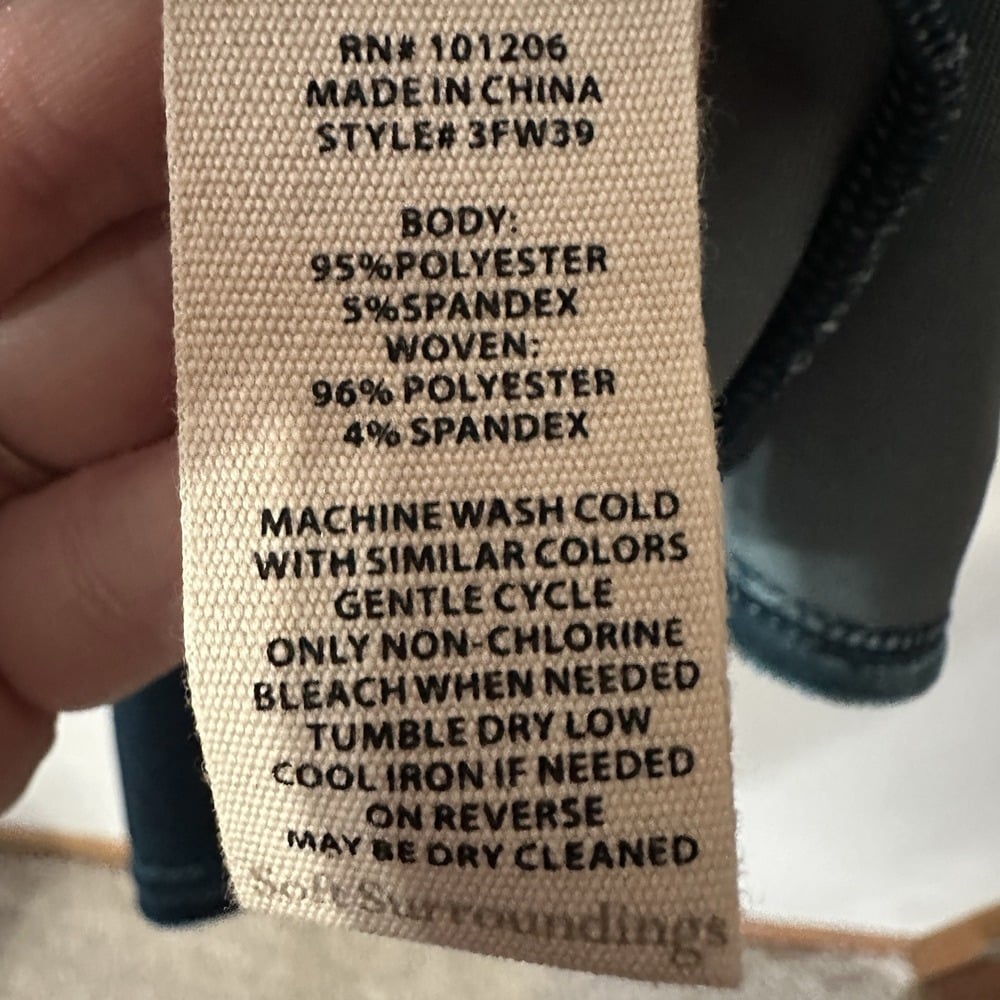 RN# 101206
MADE IN CHINA
STYLE# 3FW39
BODY:
95%POLYESTER
5%SPANDEX
WOVEN:
96% POLYESTER
4% SPANDEX
MACHINE WASH COLD
WITH SIMILAR COLORS
GENTLE CYCLE
ONLY NON-CHLORINE
BLEACH WHEN NEEDED
TUMBLE DRY LOW
COOL IRON IF NEEDED
ON REVERSE
MAY BE DRY CLEANED
Soft Surroundings